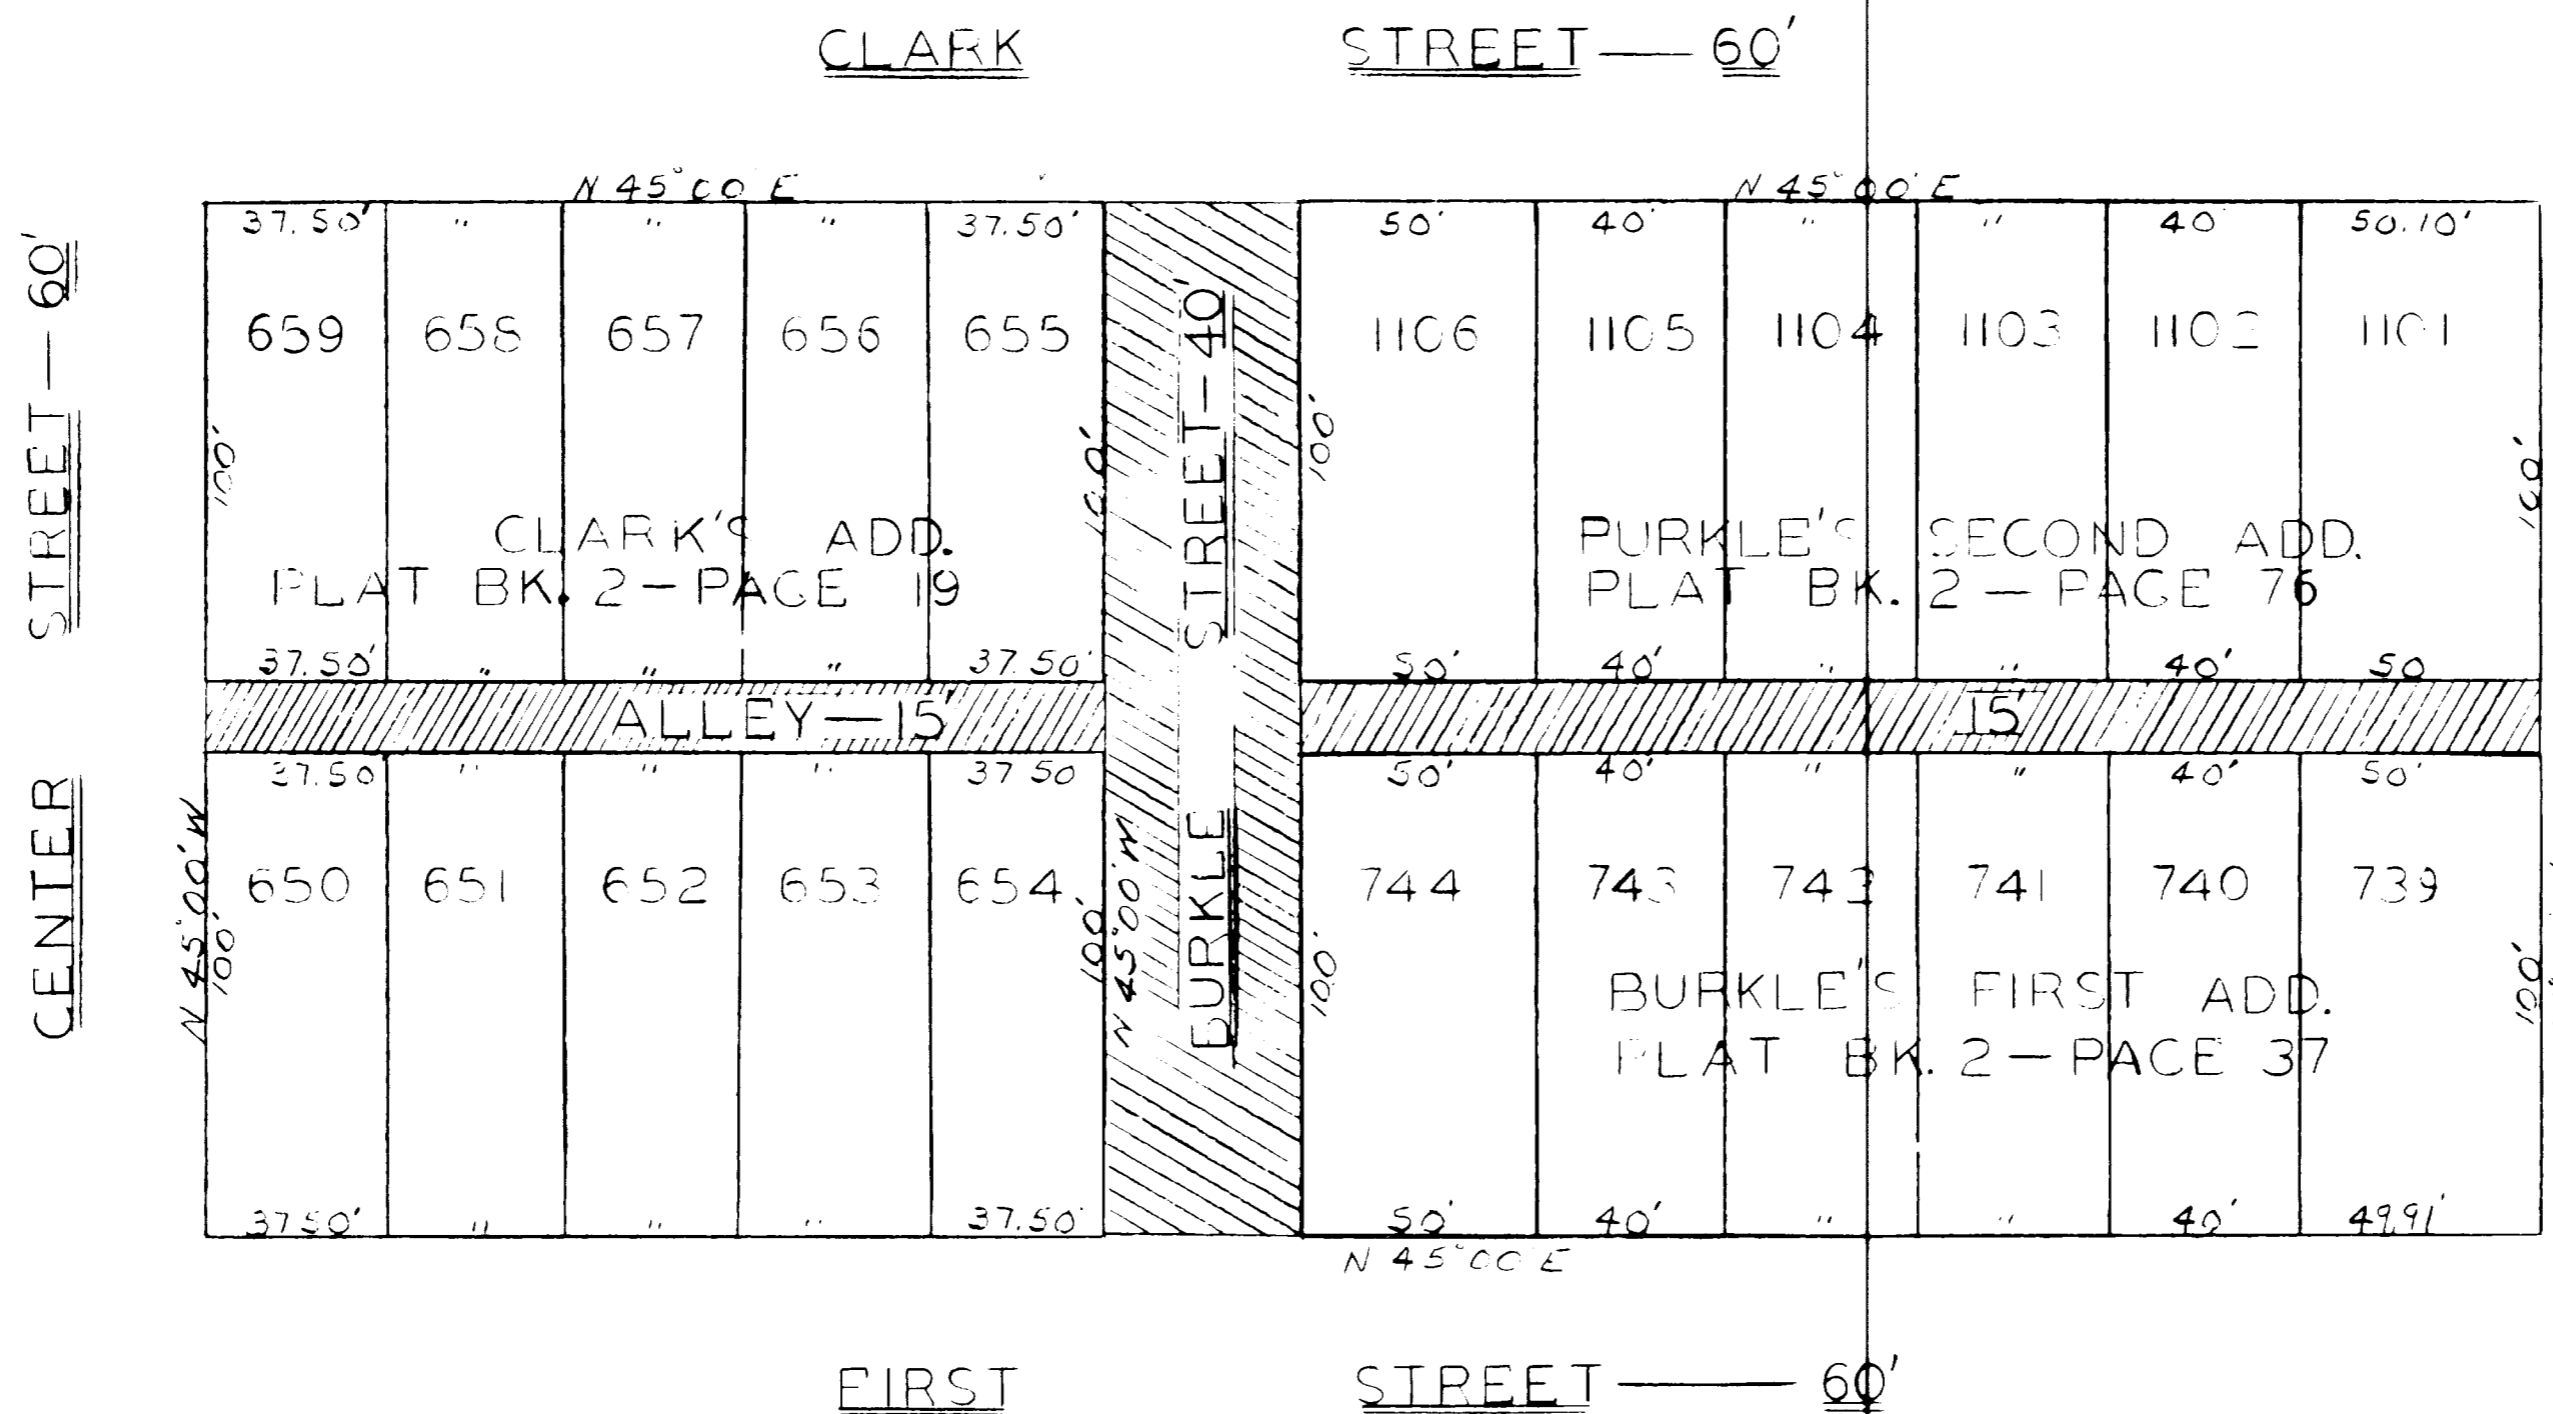 CLARK STREET — 60'
N 45°00' E N 45°00' E
37.50' " " " 37.50' 50' 40' " " 40' 50.10'
STREET — 60'
659 658 657 656 655 1106 1105 1104 1103 1102 1101
100' 100' 100' 100'
STREET - 40'
CLARK'S ADD. PURKLE'S SECOND ADD.
PLAT BK. 2 — PAGE 19 PLAT BK. 2 — PAGE 76
37.50' " " " 37.50' 50' 40' " " 40' 50
ALLEY — 15' 15'
37.50 " " " 37 50 50' 40' " " 40' 50'
CENTER
N 45°00' W
BURKLE
N 45°00' W
650 651 652 653 654 744 743 742 741 740 739
100' 100' 100' 100'
BURKLE'S FIRST ADD.
PLAT BK. 2 — PAGE 37
37 50' " " " 37.50' 50' 40' " " 40' 49.91'
N 45°00' E
FIRST STREET — 60'